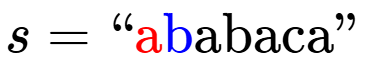 s = “ababaca”